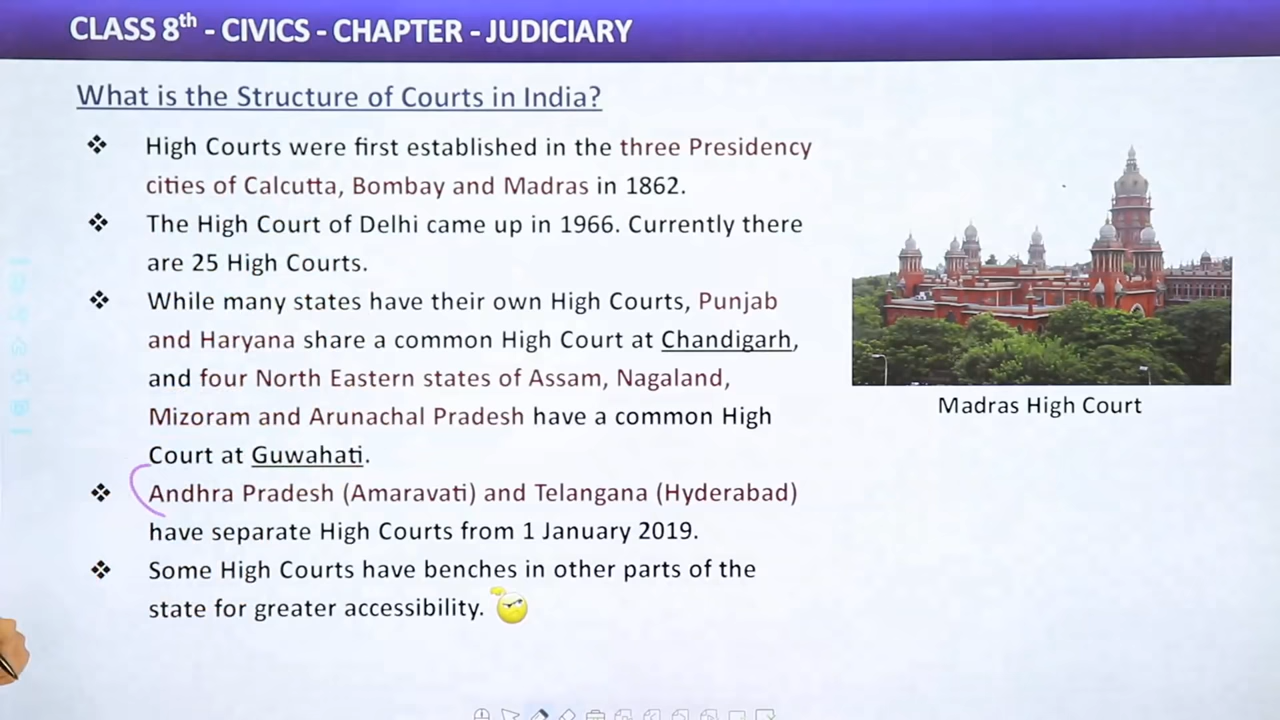 CLASS 8th - CIVICS - CHAPTER - JUDICIARY
What is the Structure of Courts in India?
❖ High Courts were first established in the three Presidency
cities of Calcutta, Bombay and Madras in 1862.
❖ The High Court of Delhi came up in 1966. Currently there
are 25 High Courts.
❖ While many states have their own High Courts, Punjab
and Haryana share a common High Court at Chandigarh,
and four North Eastern states of Assam, Nagaland,
Mizoram and Arunachal Pradesh have a common High
Court at Guwahati.
❖ Andhra Pradesh (Amaravati) and Telangana (Hyderabad)
have separate High Courts from 1 January 2019.
❖ Some High Courts have benches in other parts of the
state for greater accessibility.
Madras High Court